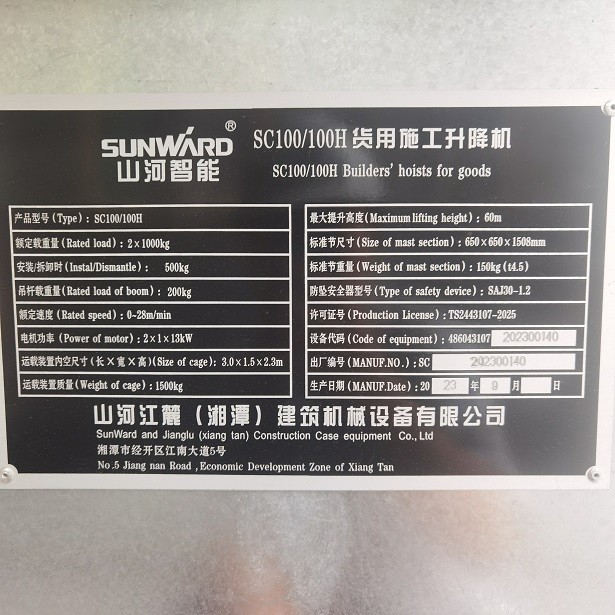 SUNWARD®
山河智能
SC100/100H 货用施工升降机
SC100/100H Builders' hoists for goods
产品型号(Type): SC100/100H
额定载重量(Rated load): 2×1000kg
安装/拆卸时(Instal/Dismantle): 500kg
吊杆载重量(Rated load of boom): 200kg
额定速度(Rated speed): 0-28m/min
电机功率(Power of motor): 2×1×13kW
运载装置内空尺寸(长×宽×高)(Size of cage): 3.0×1.5×2.3m
运载装置质量(Weight of cage): 1500kg
最大提升高度(Maximum lifting height): 60m
标准节尺寸(Size of mast section): 650×650×1508mm
标准节重量(Weight of mast section): 150kg(t4.5)
防坠安全器型号(Type of safety device): SAJ30-1.2
许可证号(Production License): TS2443107-2025
设备代码(Code of equipment): 486043107 202300140
出厂编号(MANUF.NO.): SC 202300140
生产日期(MANUF.Date): 20 23 年 9 月 日
山河江麓（湘潭）建筑机械设备有限公司
SunWard and Jianglu (xiang tan) Construction Case equipment Co., Ltd
湘潭市经开区江南大道5号
No.5 Jiang nan Road, Economic Development Zone of Xiang Tan